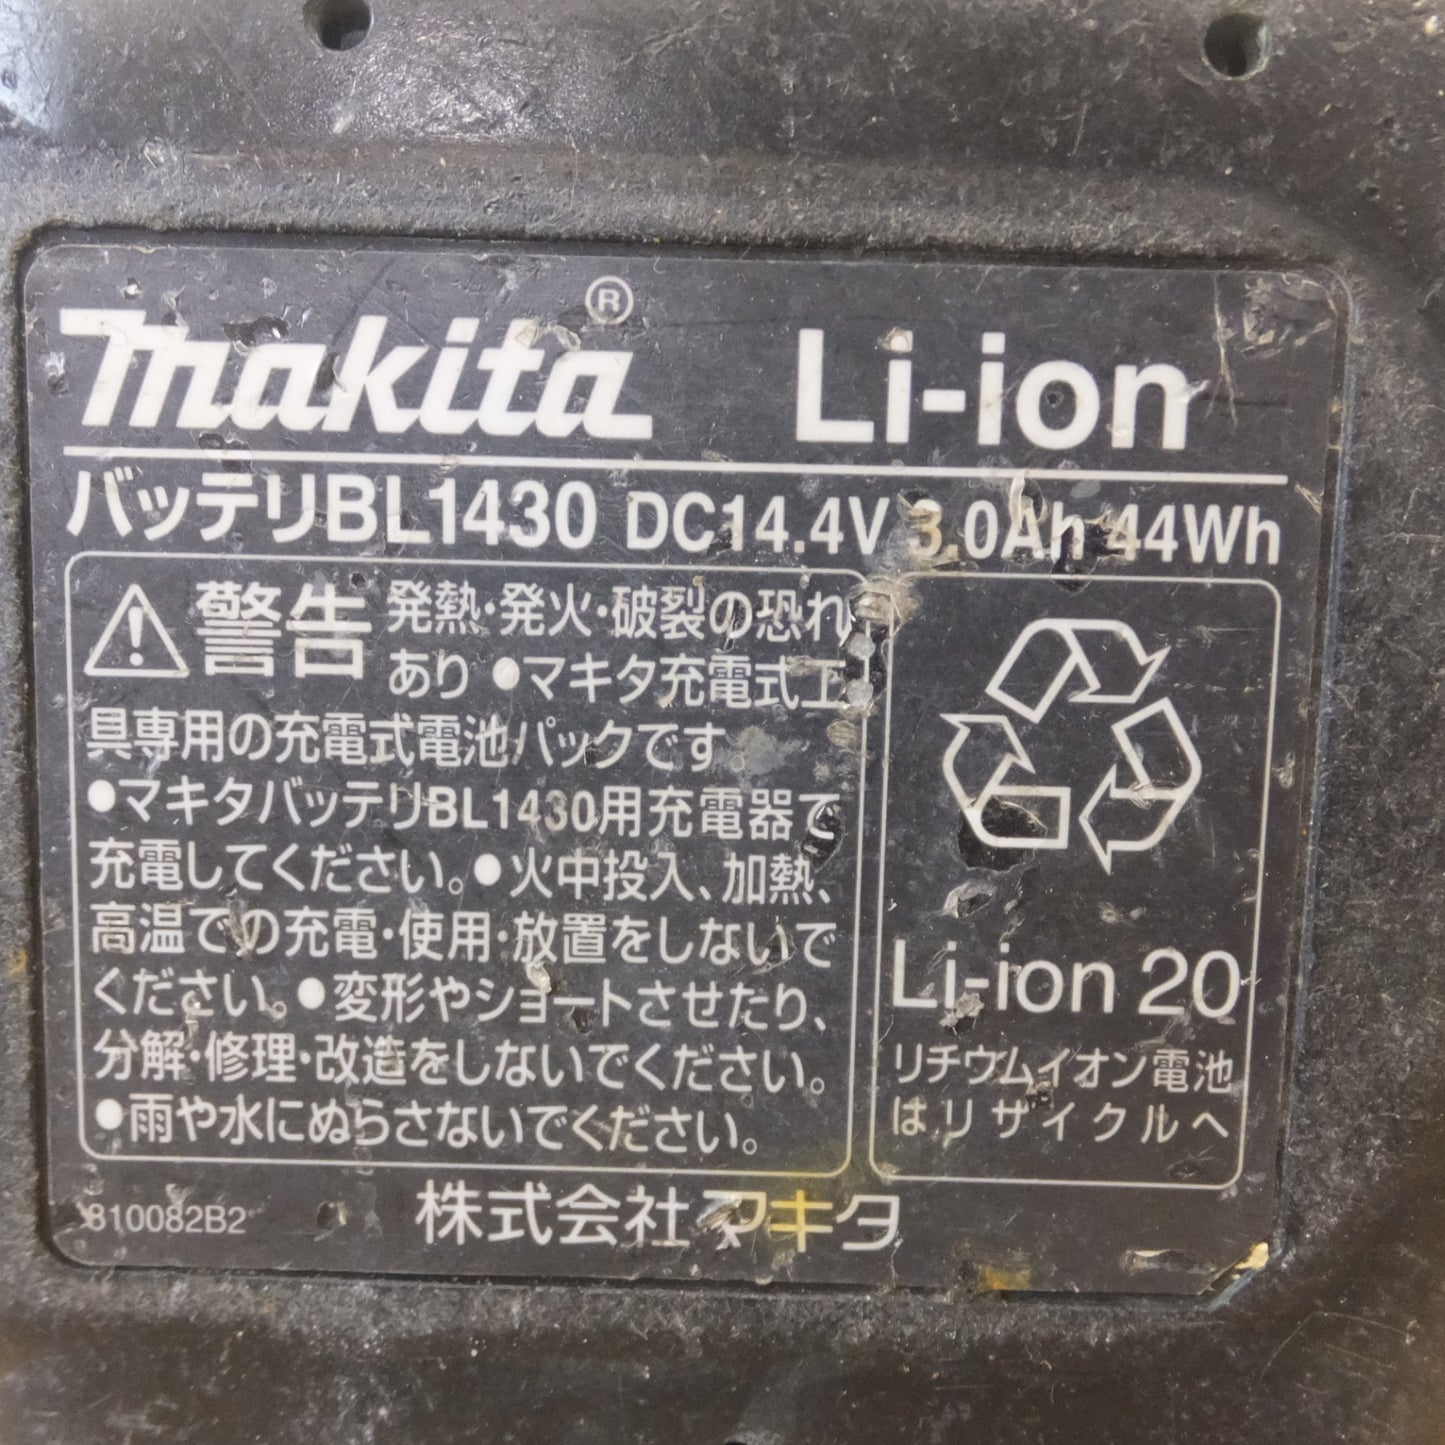 makita® Li-ion
バッテリBL1430 DC14.4V 3.0Ah 44Wh
⚠警告 発熱・発火・破裂の恐れ
あり ●マキタ充電式工
具専用の充電式電池パックです。
●マキタバッテリBL1430用充電器で
充電してください。●火中投入、加熱、
高温での充電・使用・放置をしないで
ください。●変形やショートさせたり、
分解・修理・改造をしないでください。
●雨や水にぬらさないでください。
Li-ion 20
リチウムイオン電池
はリサイクルへ
810082B2
株式会社マキタ